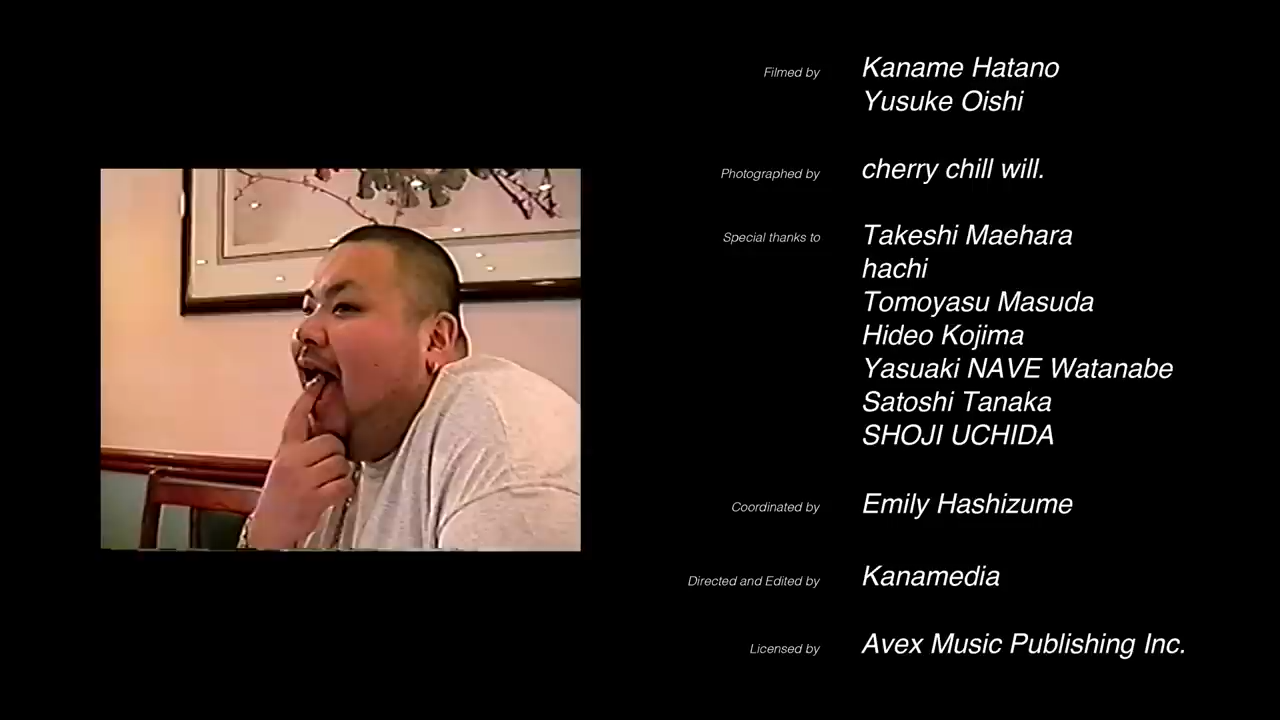 Filmed by Kaname Hatano
Yusuke Oishi
Photographed by cherry chill will.
Special thanks to Takeshi Maehara
hachi
Tomoyasu Masuda
Hideo Kojima
Yasuaki NAVE Watanabe
Satoshi Tanaka
SHOJI UCHIDA
Coordinated by Emily Hashizume
Directed and Edited by Kanamedia
Licensed by Avex Music Publishing Inc.